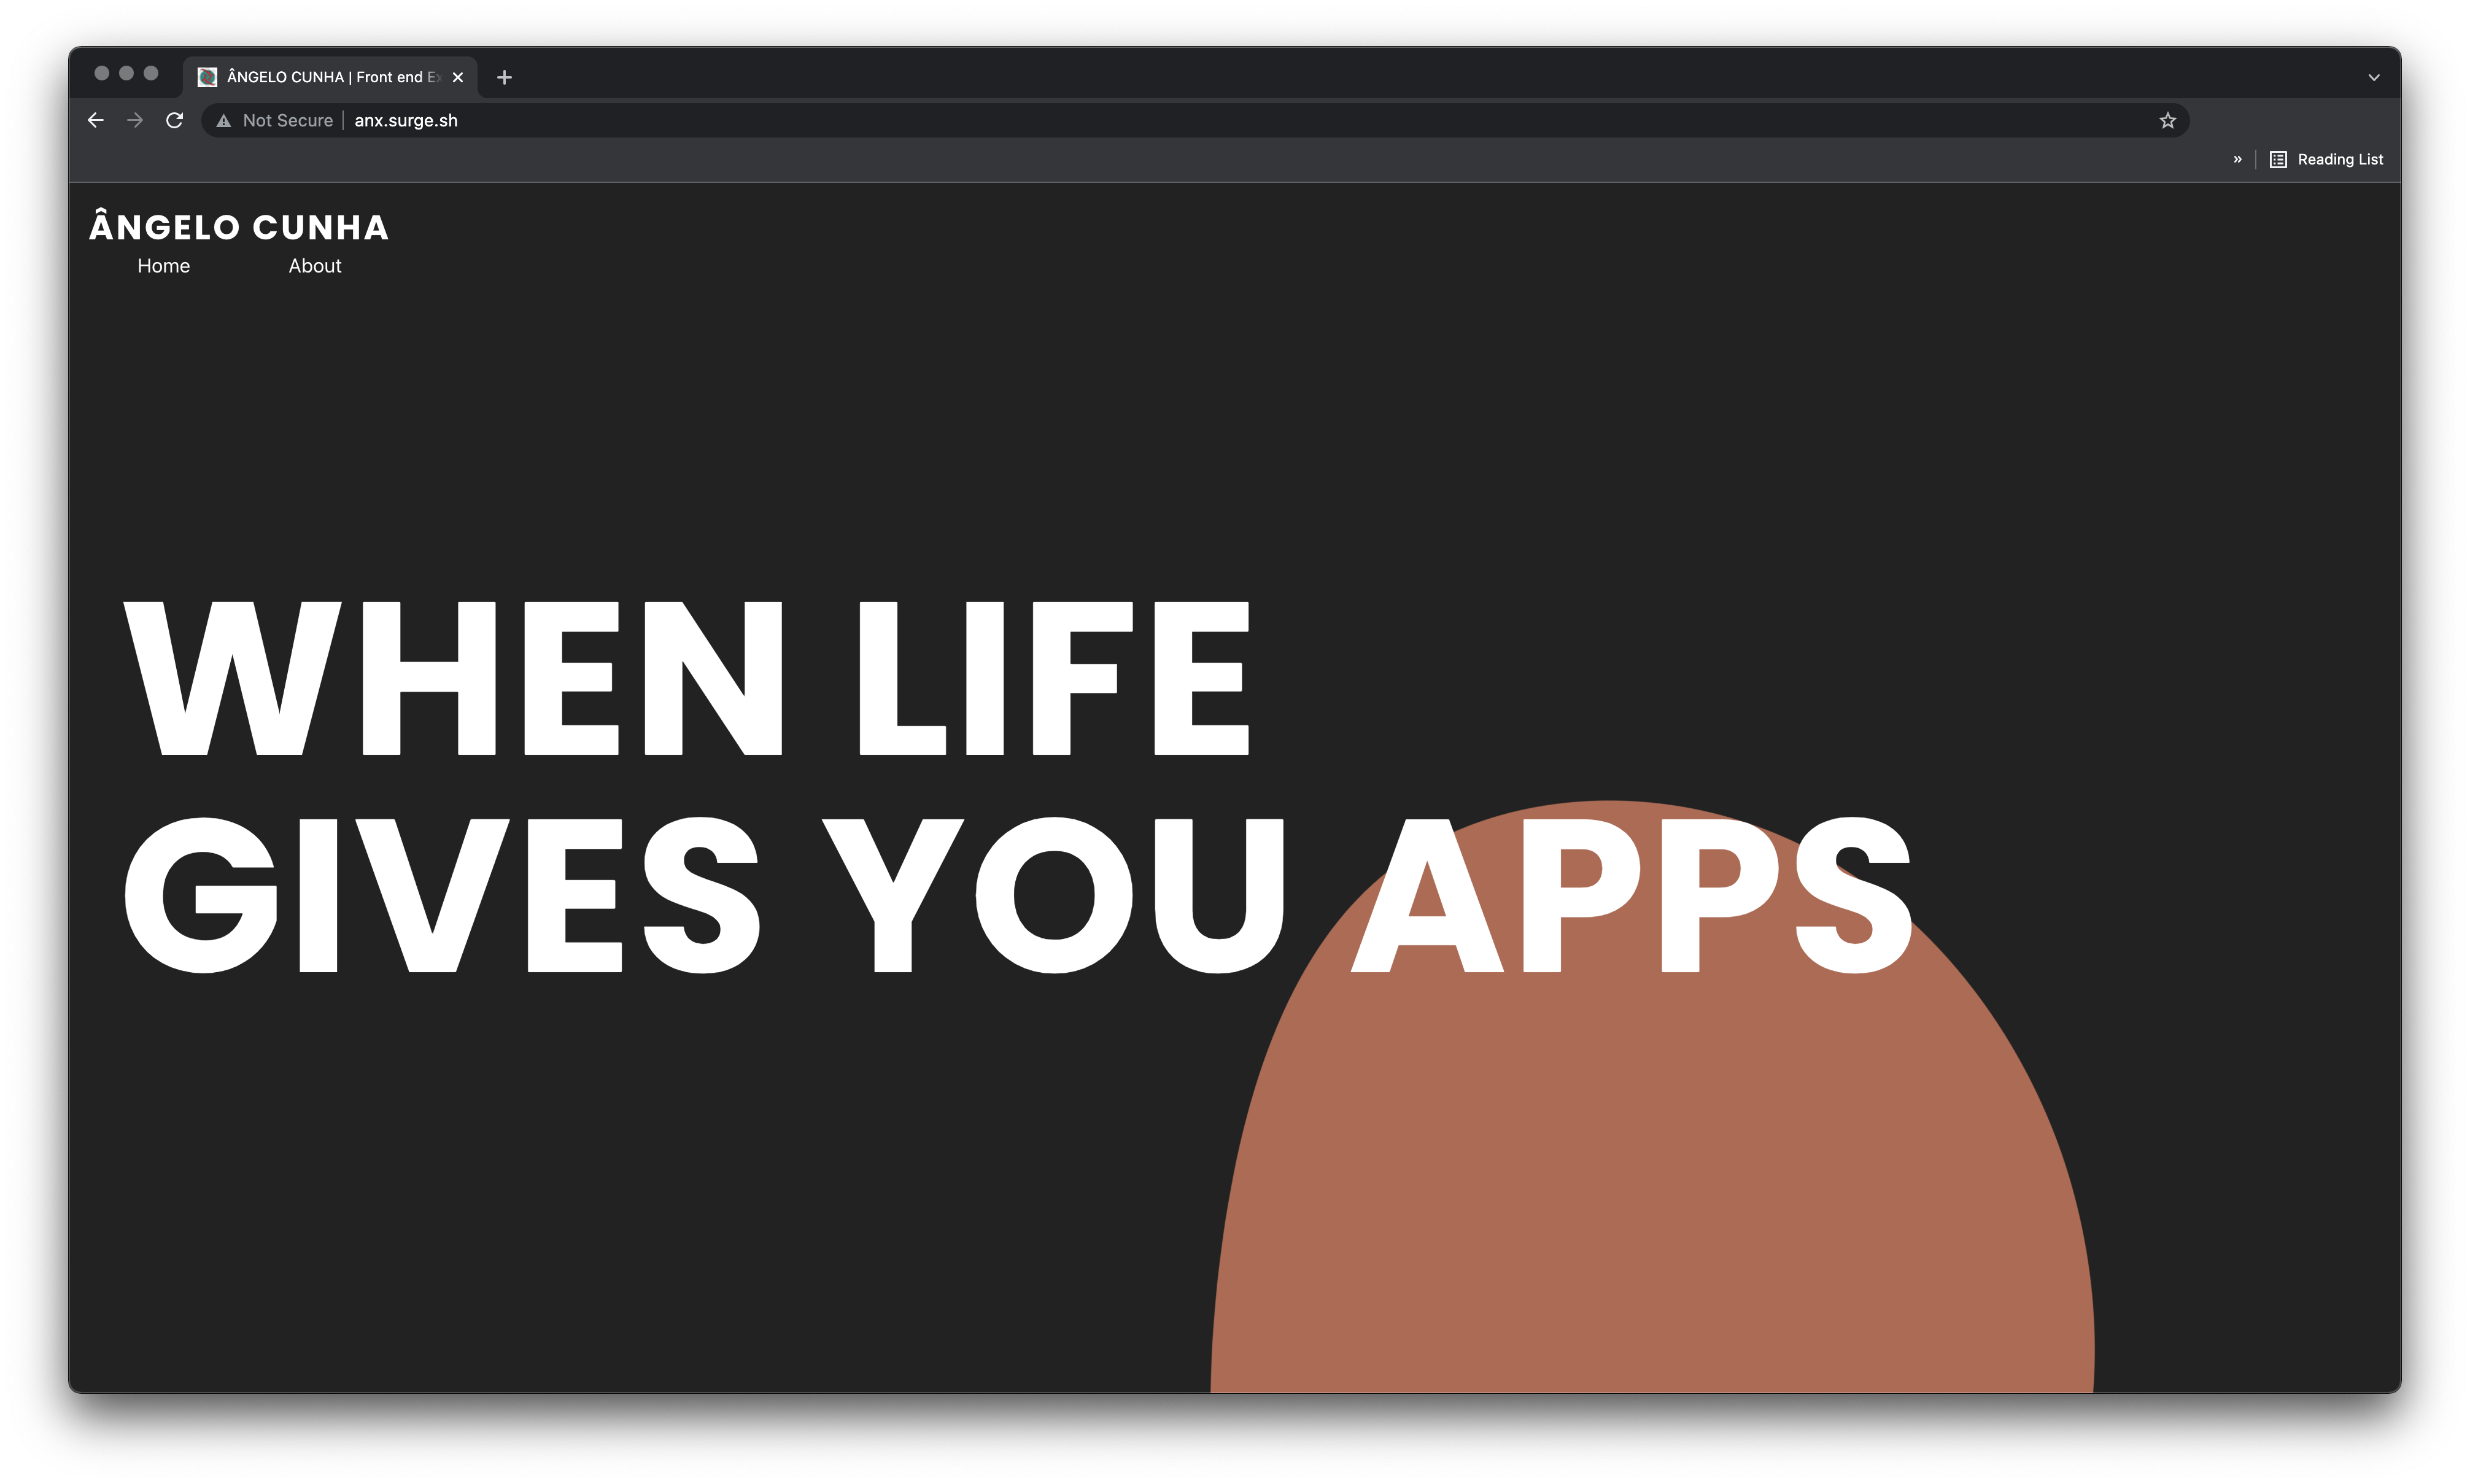 ÂNGELO CUNHA | Front end
Not Secure | anx.surge.sh
» Reading List
ÂNGELO CUNHA
Home About
WHEN LIFE
GIVES YOU APPS